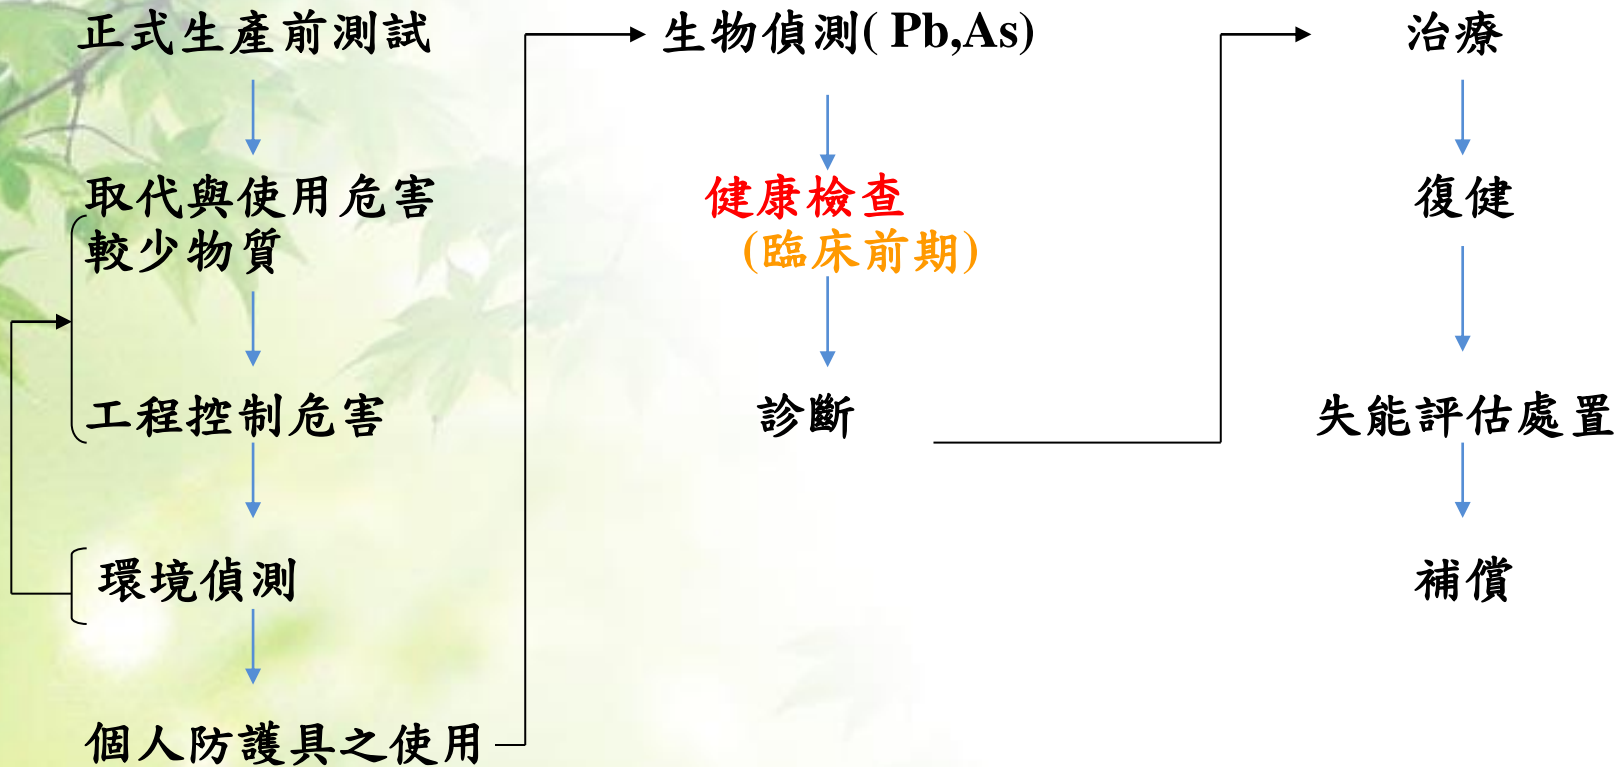 正式生產前測試
取代與使用危害
較少物質
工程控制危害
環境偵測
個人防護具之使用
生物偵測( Pb,As)
健康檢查
(臨床前期)
診斷
治療
復健
失能評估處置
補償